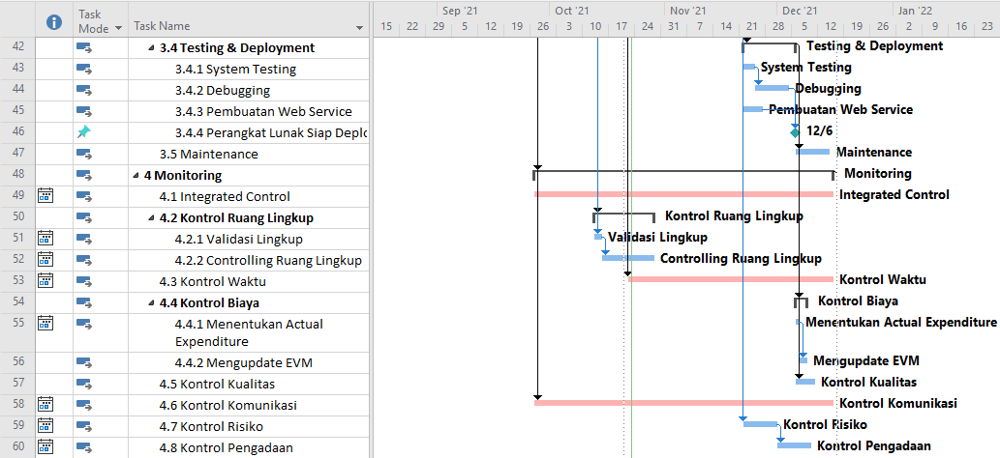 Task Mode
Task Name
Sep '21
Oct '21
Nov '21
Dec '21
Jan '22
15 22 29 5 12 19 26 3 10 17 24 31 7 14 21 28 5 12 19 26 2 9 16 23
42 3.4 Testing & Deployment Testing & Deployment
43 3.4.1 System Testing System Testing
44 3.4.2 Debugging Debugging
45 3.4.3 Pembuatan Web Service Pembuatan Web Service
46 3.4.4 Perangkat Lunak Siap Deplo 12/6
47 3.5 Maintenance Maintenance
48 4 Monitoring Monitoring
49 4.1 Integrated Control Integrated Control
50 4.2 Kontrol Ruang Lingkup Kontrol Ruang Lingkup
51 4.2.1 Validasi Lingkup Validasi Lingkup
52 4.2.2 Controlling Ruang Lingkup Controlling Ruang Lingkup
53 4.3 Kontrol Waktu Kontrol Waktu
54 4.4 Kontrol Biaya Kontrol Biaya
55 4.4.1 Menentukan Actual Menentukan Actual Expenditure
Expenditure
56 4.4.2 Mengupdate EVM Mengupdate EVM
57 4.5 Kontrol Kualitas Kontrol Kualitas
58 4.6 Kontrol Komunikasi Kontrol Komunikasi
59 4.7 Kontrol Risiko Kontrol Risiko
60 4.8 Kontrol Pengadaan Kontrol Pengadaan